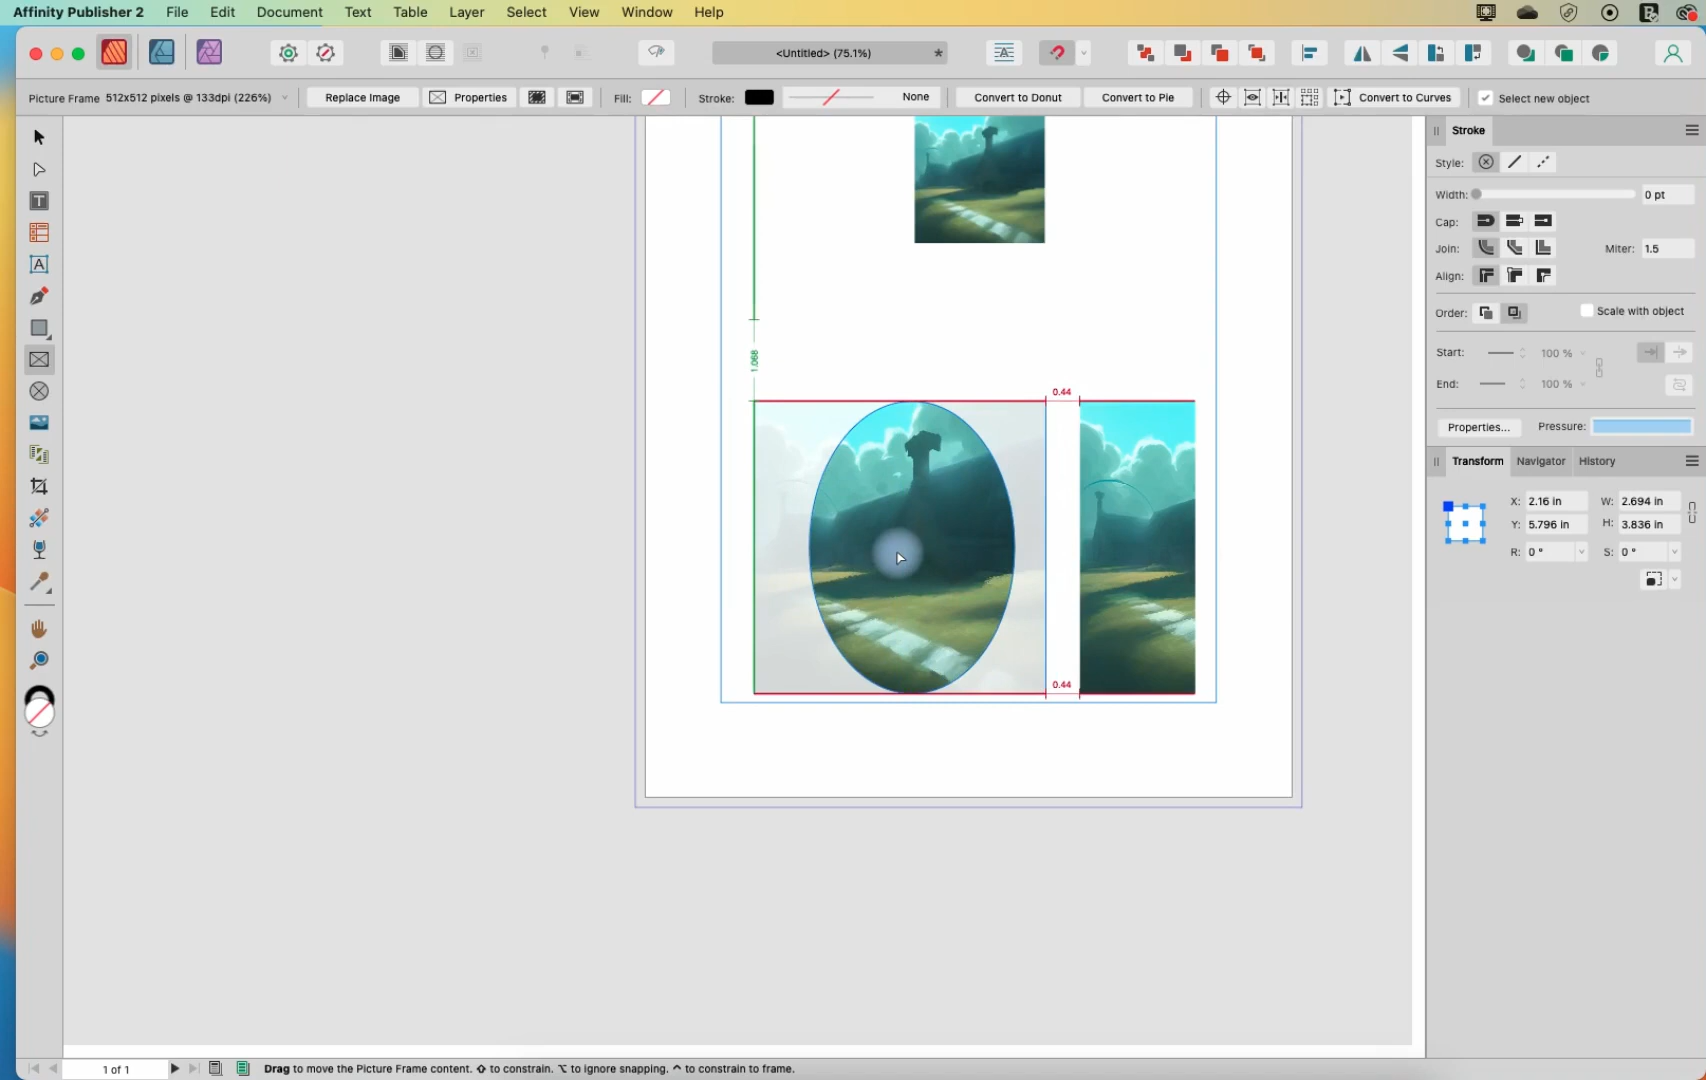 Affinity Publisher 2 File Edit Document Text Table Layer Select View Window Help
<Untitled> (75.1%) *
Picture Frame 512x512 pixels @ 133dpi (226%) Replace Image Properties Fill: Stroke: None Convert to Donut Convert to Pie Convert to Curves Select new object
Stroke
Style:
Width: 0 pt
Cap:
Join: Miter: 1.5
Align:
Order: Scale with object
Start: 100 %
End: 100 %
Properties... Pressure:
Transform Navigator History
X: 2.16 in W: 2.694 in
Y: 5.796 in H: 3.836 in
R: 0 ° S: 0 °
1.068
0.44
0.44
1 of 1 Drag to move the Picture Frame content. ⇧ to constrain. ⌥ to ignore snapping. ^ to constrain to frame.